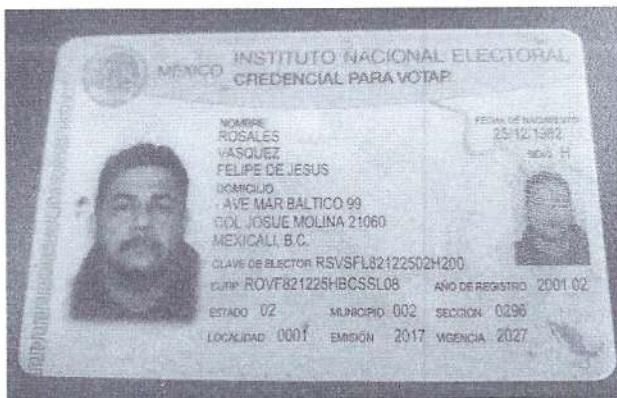 MÉXICO INSTITUTO NACIONAL ELECTORAL
CREDENCIAL PARA VOTAR
NOMBRE
ROSALES
VASQUEZ
FELIPE DE JESUS
FECHA DE NACIMIENTO
25/12/1982
SEXO H
DOMICILIO
AVE MAR BALTICO 99
COL JOSUE MOLINA 21060
MEXICALI, B.C.
CLAVE DE ELECTOR RSVSFL82122502H200
CURP ROVF821225HBCSSL08 AÑO DE REGISTRO 2001 02
ESTADO 02 MUNICIPIO 002 SECCIÓN 0296
LOCALIDAD 0001 EMISIÓN 2017 VIGENCIA 2027